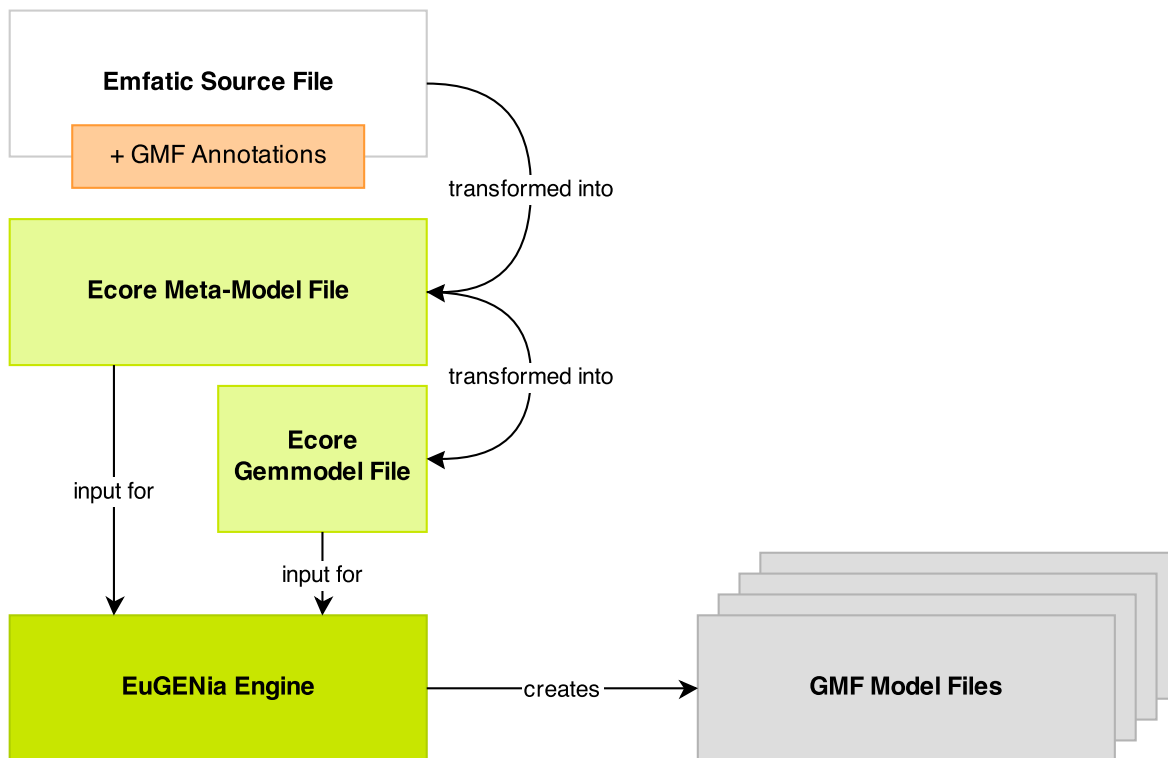 Emfatic Source File
+ GMF Annotations
transformed into
Ecore Meta-Model File
transformed into
Ecore
Gemmodel File
input for
input for
EuGENia Engine
creates
GMF Model Files